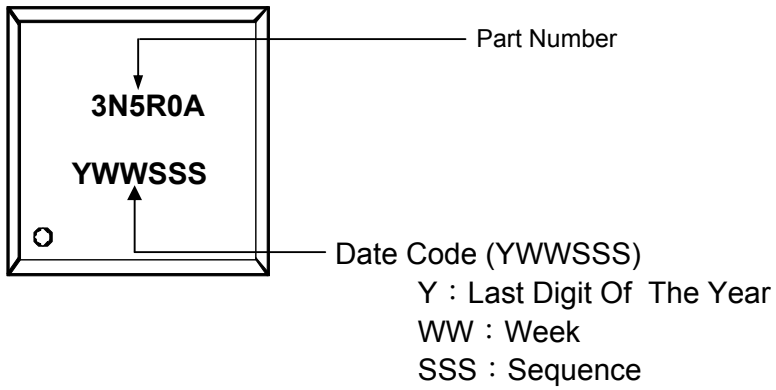 Part Number
3N5R0A
YWWSSS
Date Code (YWWSSS)
Y：Last Digit Of The Year
WW：Week
SSS：Sequence